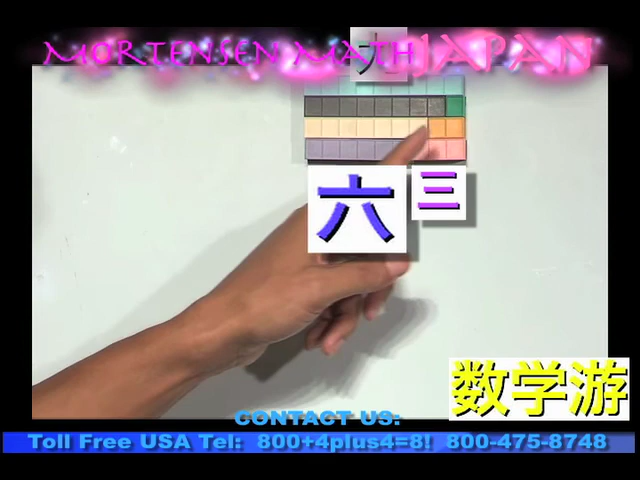 MORTENSEN MATH JAPAN
六 三
数学游
CONTACT US:
Toll Free USA Tel: 800+4plus4=8! 800-475-8748